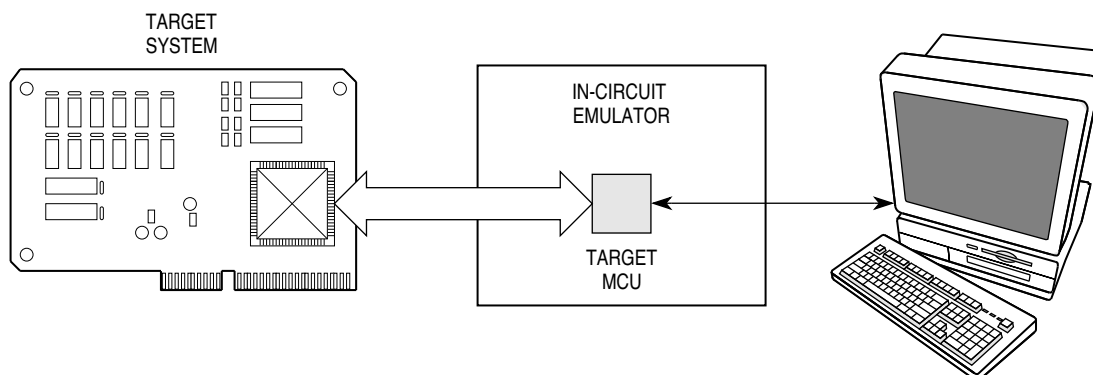 TARGET
SYSTEM
IN-CIRCUIT
EMULATOR
TARGET
MCU